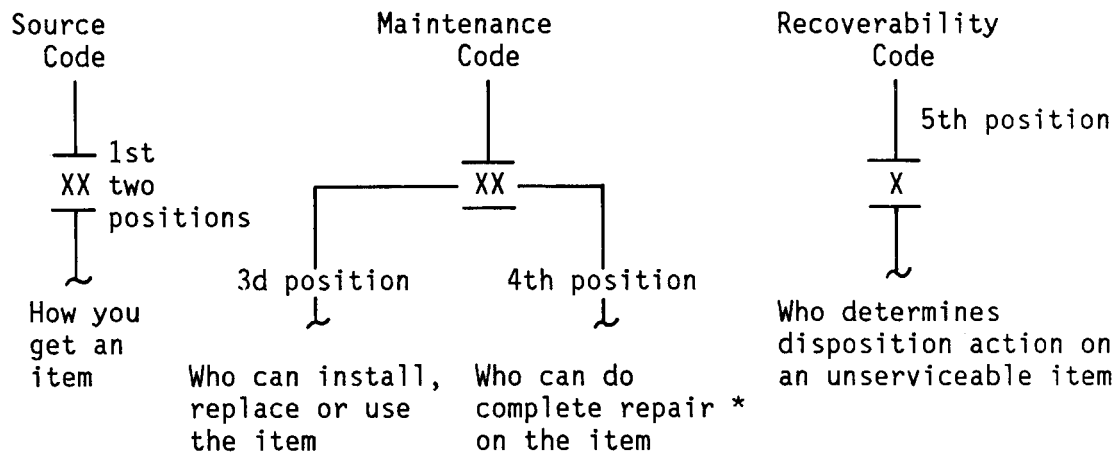 Source
Code
1st
XX two
positions
How you
get an
item
Maintenance
Code
XX
3d position
Who can install,
replace or use
the item
4th position
Who can do
complete repair *
on the item
Recoverability
Code
5th position
X
Who determines
disposition action on
an unserviceable item